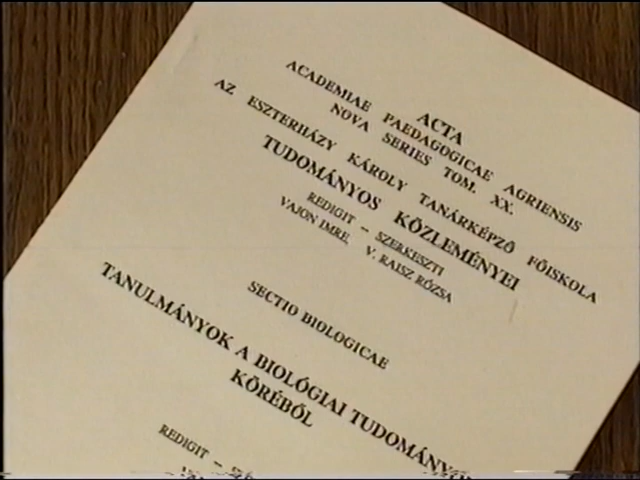 ACTA
ACADEMIAE PAEDAGOGICAE AGRIENSIS
NOVA SERIES TOM. XX.
AZ ESZTERHÁZY KÁROLY TANÁRKÉPZŐ FŐISKOLA
TUDOMÁNYOS KÖZLEMÉNYEI
REDIGIT – SZERKESZTI
VAJON IMRE, V. RAISZ RÓZSA
SECTIO BIOLOGICAE
TANULMÁNYOK A BIOLÓGIAI TUDOMÁNYOK
KÖRÉBŐL
REDIGIT –